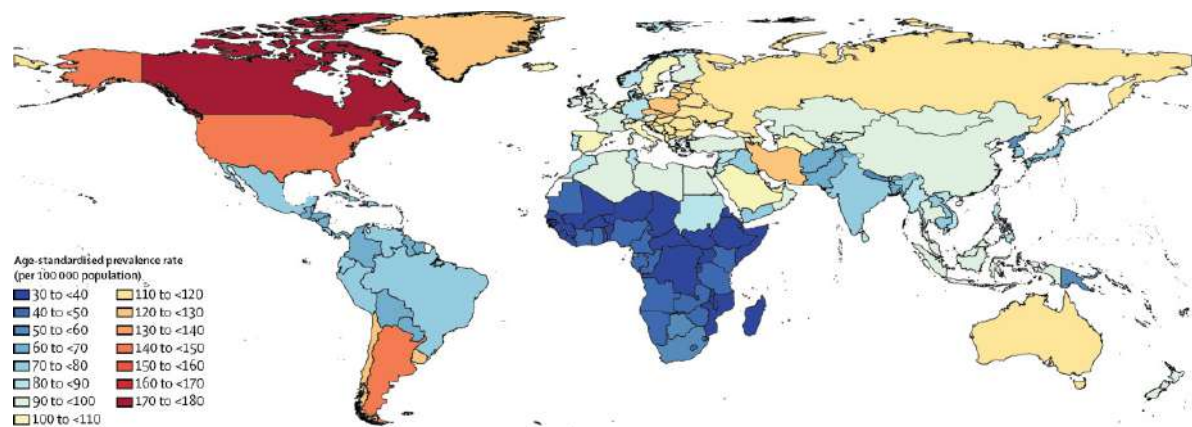 Age-standardised prevalence rate
(per 100 000 population)
30 to <40
40 to <50
50 to <60
60 to <70
70 to <80
80 to <90
90 to <100
100 to <110
110 to <120
120 to <130
130 to <140
140 to <150
150 to <160
160 to <170
170 to <180